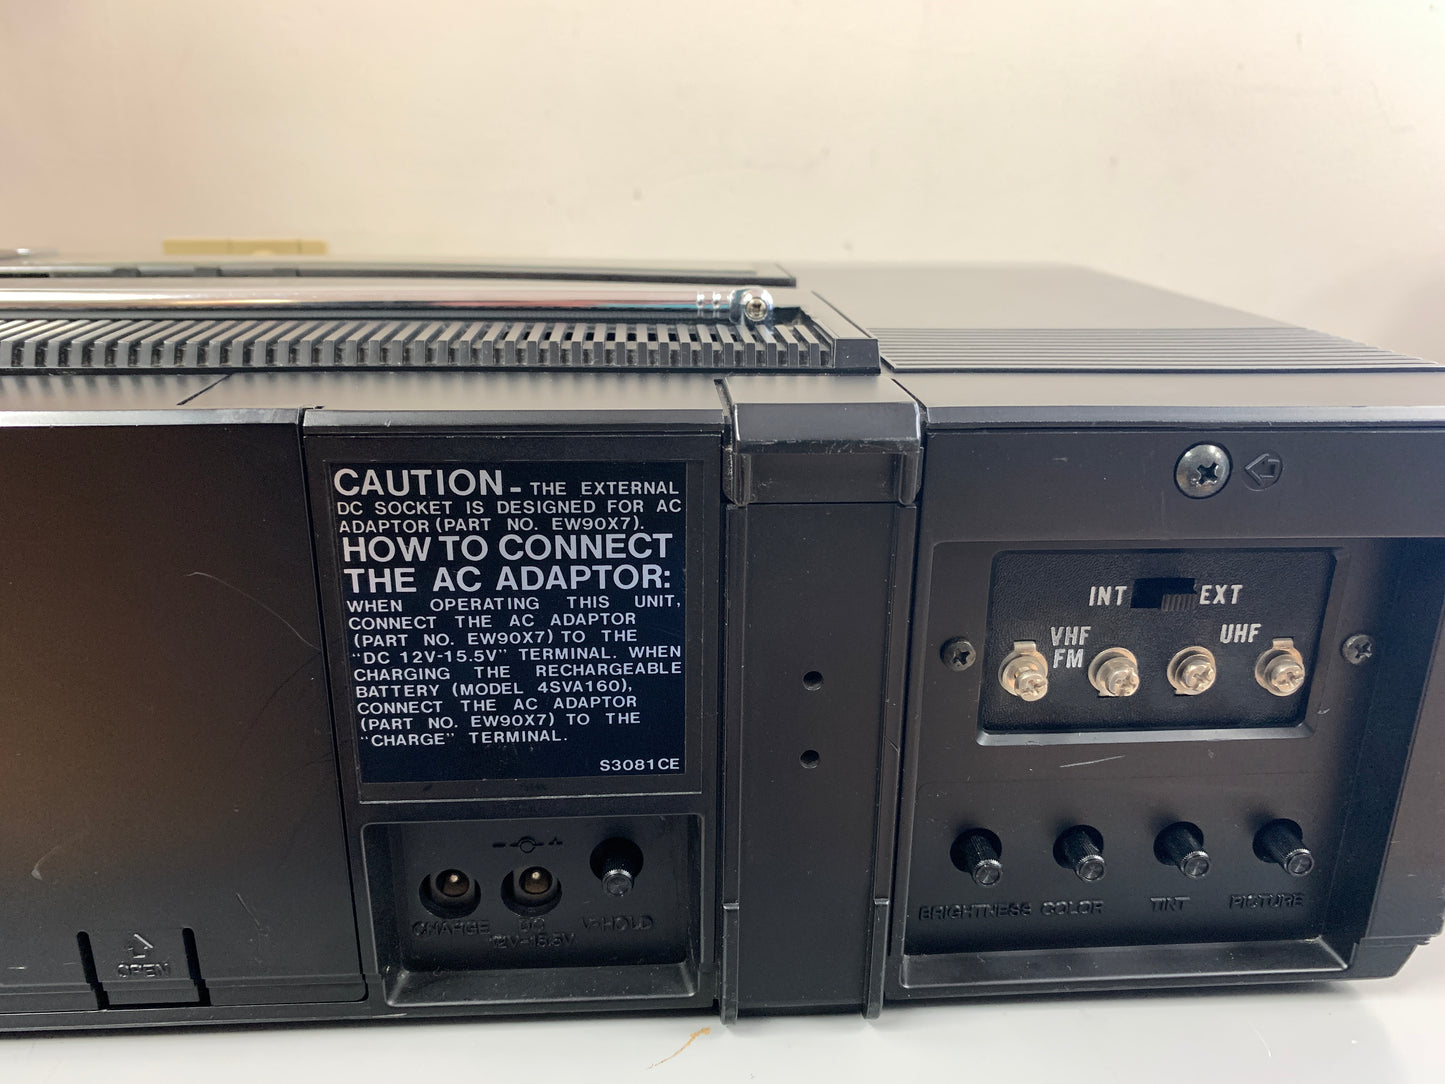 CAUTION - THE EXTERNAL
DC SOCKET IS DESIGNED FOR AC
ADAPTOR (PART NO. EW90X7).
HOW TO CONNECT
THE AC ADAPTOR:
WHEN OPERATING THIS UNIT,
CONNECT THE AC ADAPTOR
(PART NO. EW90X7) TO THE
"DC 12V-15.5V" TERMINAL. WHEN
CHARGING THE RECHARGEABLE
BATTERY (MODEL 4SVA160),
CONNECT THE AC ADAPTOR
(PART NO. EW90X7) TO THE
"CHARGE" TERMINAL.
S3081CE
OPEN
CHARGE
DC
12V-15.5V
V-HOLD
INT EXT
VHF
FM
UHF
BRIGHTNESS COLOR TINT PICTURE